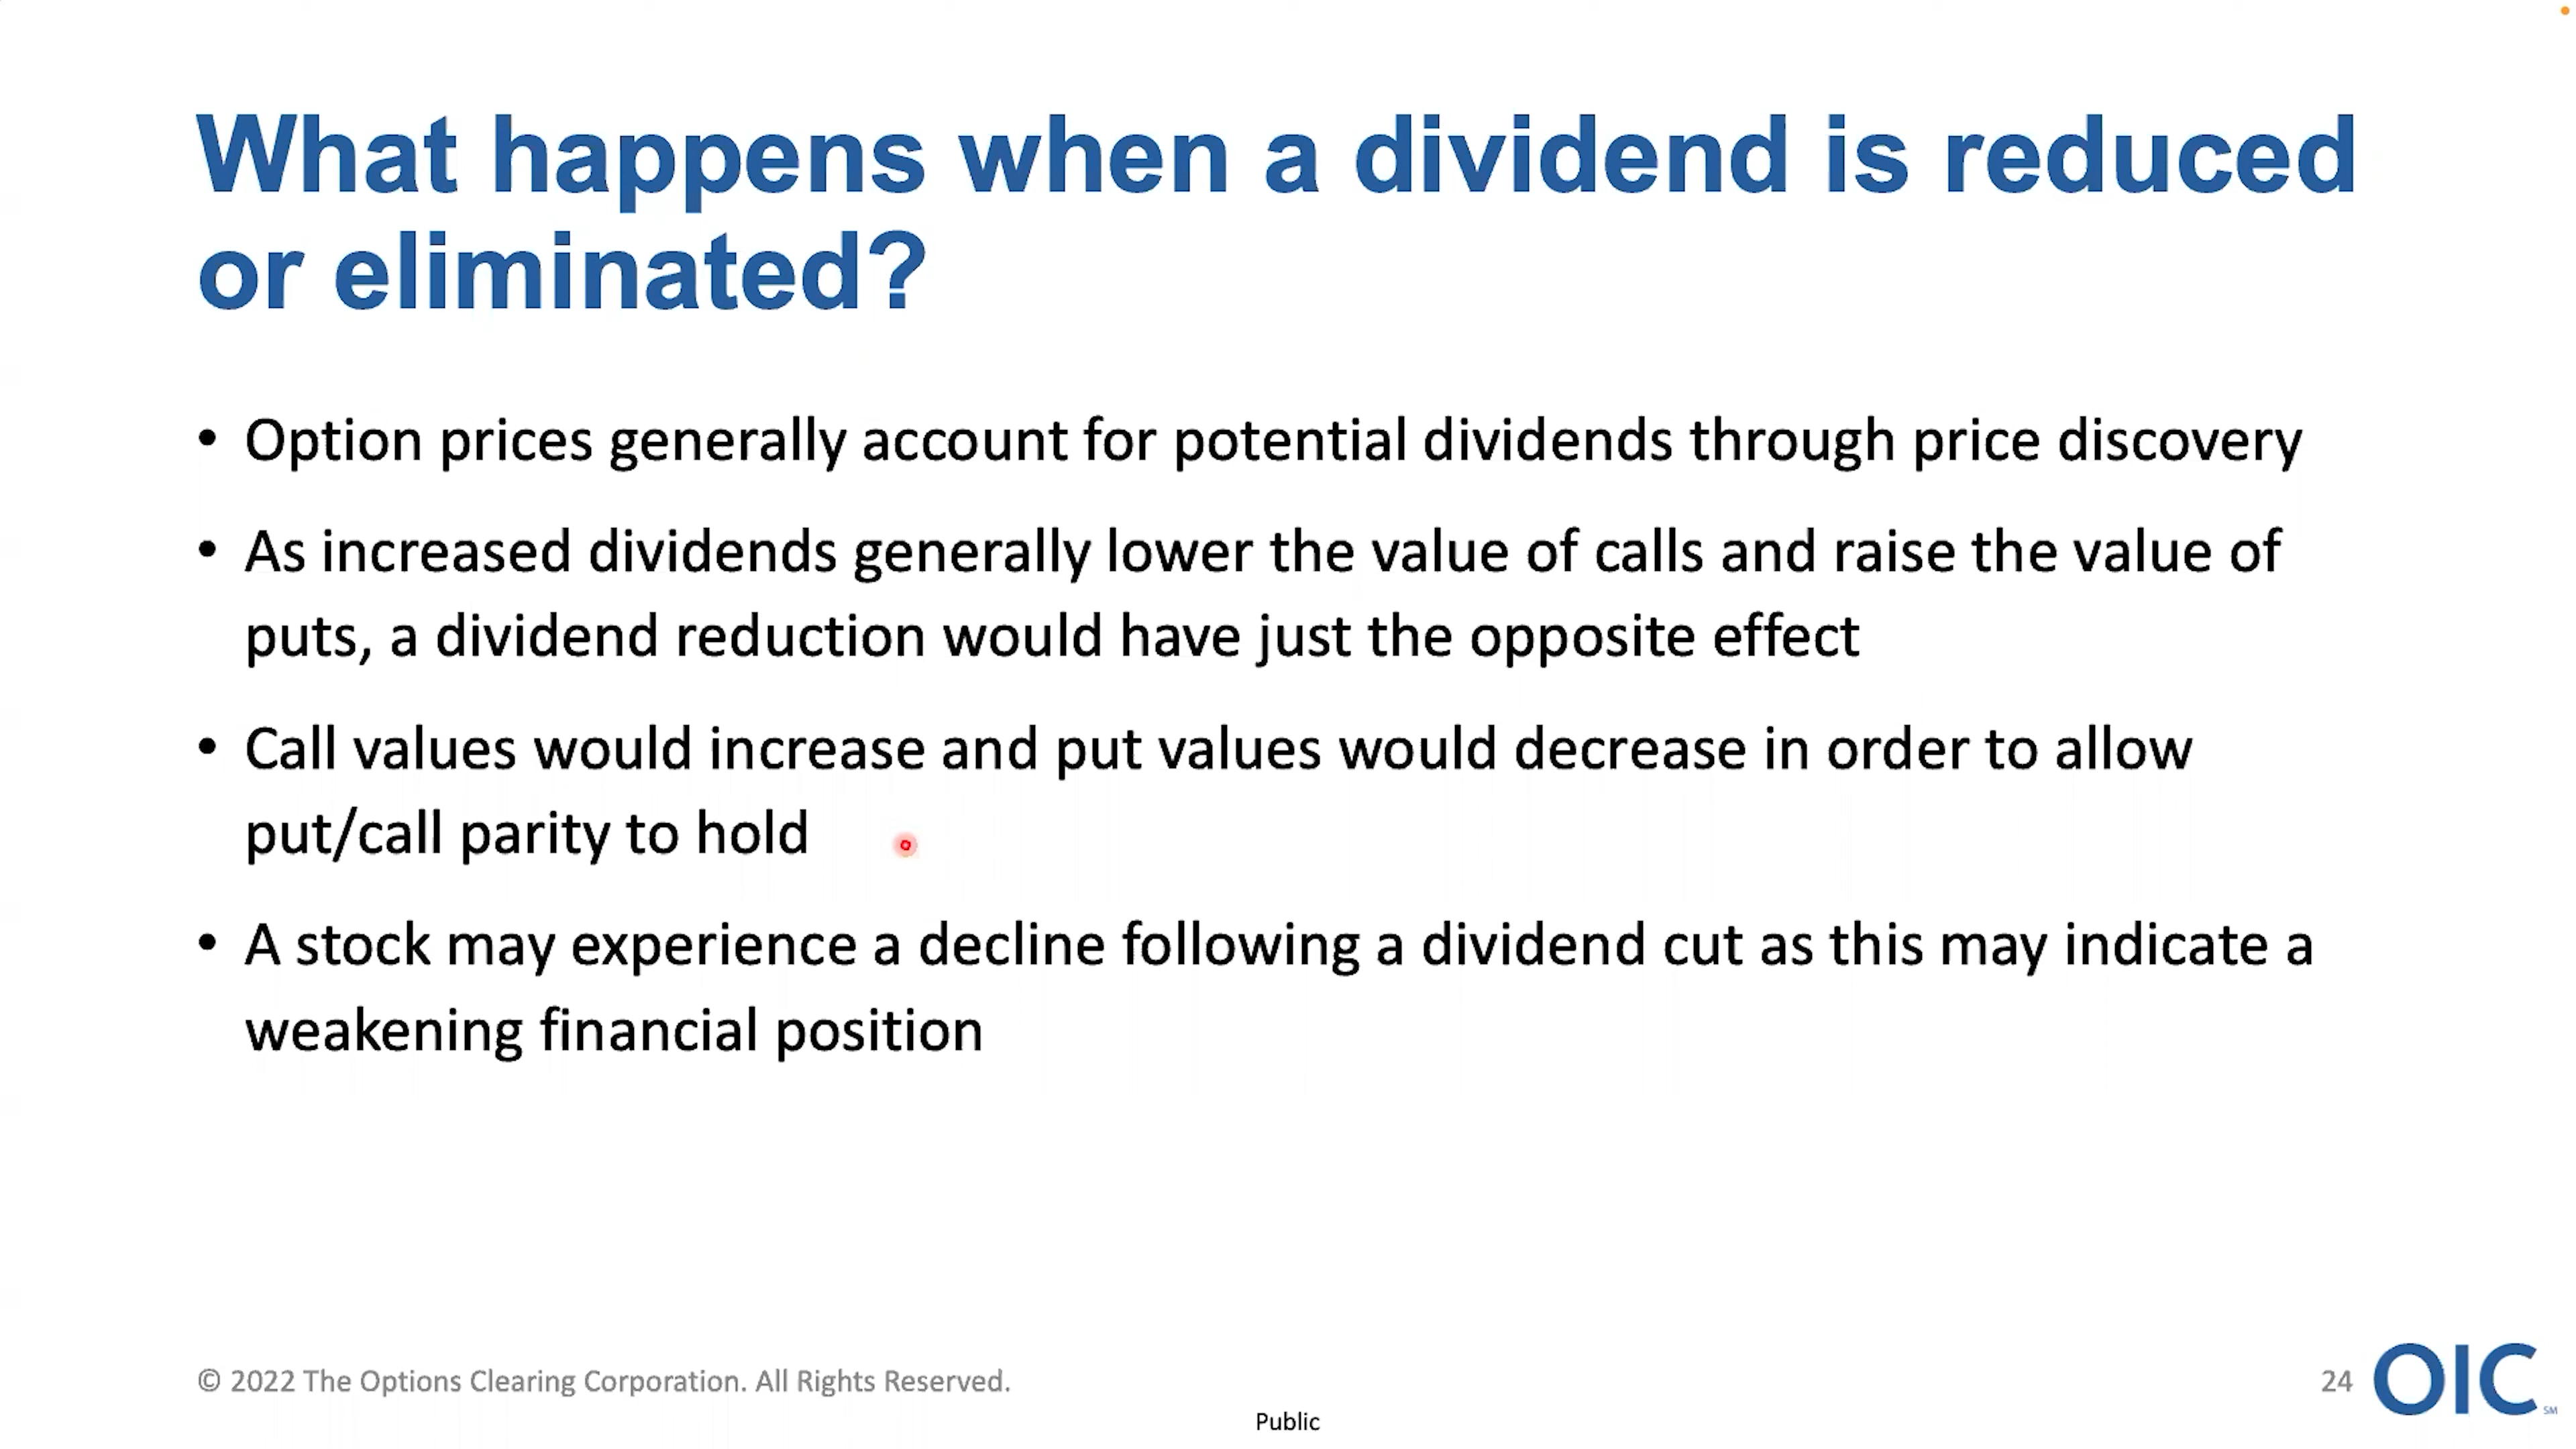 What happens when a dividend is reduced
or eliminated?
• Option prices generally account for potential dividends through price discovery
• As increased dividends generally lower the value of calls and raise the value of
puts, a dividend reduction would have just the opposite effect
• Call values would increase and put values would decrease in order to allow
put/call parity to hold
• A stock may experience a decline following a dividend cut as this may indicate a
weakening financial position
© 2022 The Options Clearing Corporation. All Rights Reserved.
24
OIC SM
Public